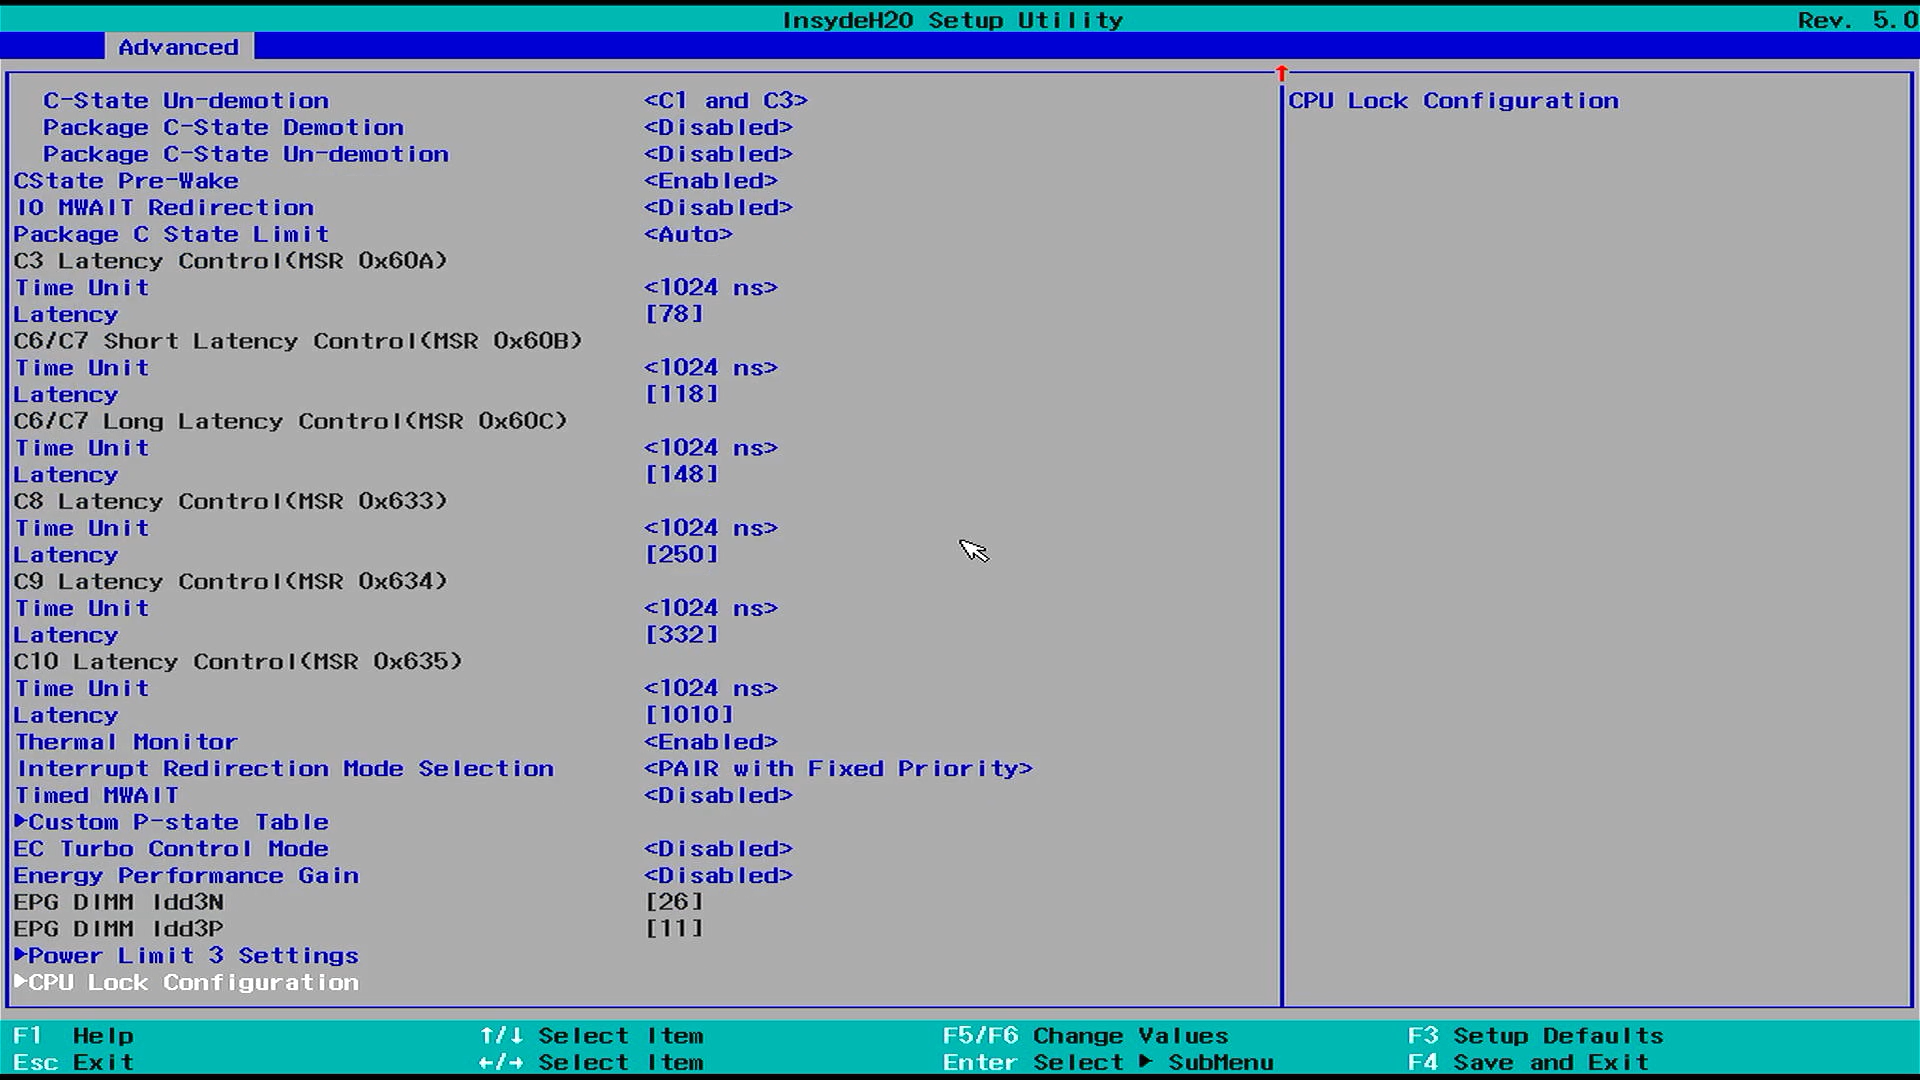 InsydeH20 Setup Utility Rev. 5.0
Advanced
C-State Un-demotion <C1 and C3> CPU Lock Configuration
Package C-State Demotion <Disabled>
Package C-State Un-demotion <Disabled>
CState Pre-Wake <Enabled>
IO MWAIT Redirection <Disabled>
Package C State Limit <Auto>
C3 Latency Control(MSR 0x60A)
Time Unit <1024 ns>
Latency [78]
C6/C7 Short Latency Control(MSR 0x60B)
Time Unit <1024 ns>
Latency [118]
C6/C7 Long Latency Control(MSR 0x60C)
Time Unit <1024 ns>
Latency [148]
C8 Latency Control(MSR 0x633)
Time Unit <1024 ns>
Latency [250]
C9 Latency Control(MSR 0x634)
Time Unit <1024 ns>
Latency [332]
C10 Latency Control(MSR 0x635)
Time Unit <1024 ns>
Latency [1010]
Thermal Monitor <Enabled>
Interrupt Redirection Mode Selection <PAIR with Fixed Priority>
Timed MWAIT <Disabled>
►Custom P-state Table
EC Turbo Control Mode <Disabled>
Energy Performance Gain <Disabled>
EPG DIMM Idd3N [26]
EPG DIMM Idd3P [11]
►Power Limit 3 Settings
►CPU Lock Configuration
F1 Help ↑/↓ Select Item F5/F6 Change Values F3 Setup Defaults
Esc Exit ←/→ Select Item Enter Select ► SubMenu F4 Save and Exit